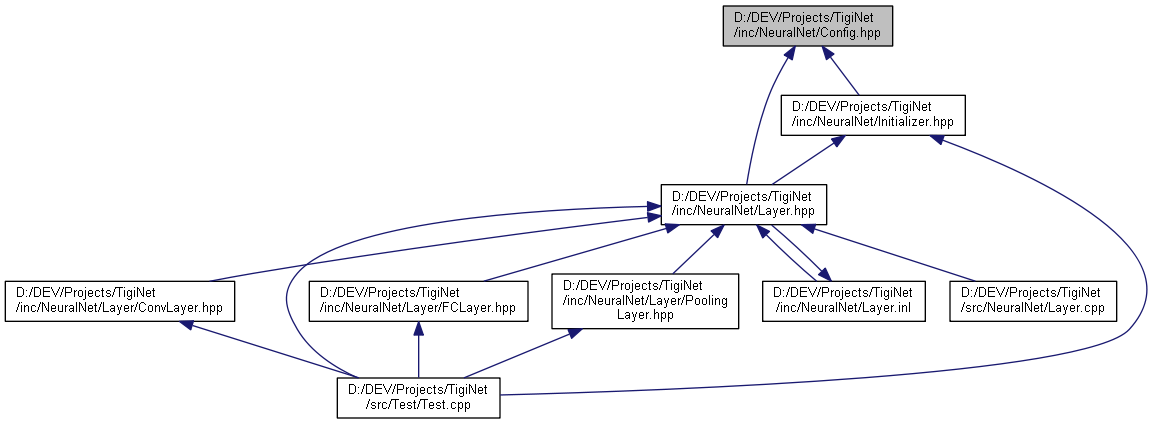 D:/DEV/Projects/TigiNet
/inc/NeuralNet/Config.hpp
D:/DEV/Projects/TigiNet
/inc/NeuralNet/Initializer.hpp
D:/DEV/Projects/TigiNet
/inc/NeuralNet/Layer.hpp
D:/DEV/Projects/TigiNet
/inc/NeuralNet/Layer/ConvLayer.hpp
D:/DEV/Projects/TigiNet
/inc/NeuralNet/Layer/FCLayer.hpp
D:/DEV/Projects/TigiNet
/inc/NeuralNet/Layer/Pooling
Layer.hpp
D:/DEV/Projects/TigiNet
/inc/NeuralNet/Layer.inl
D:/DEV/Projects/TigiNet
/src/NeuralNet/Layer.cpp
D:/DEV/Projects/TigiNet
/src/Test/Test.cpp